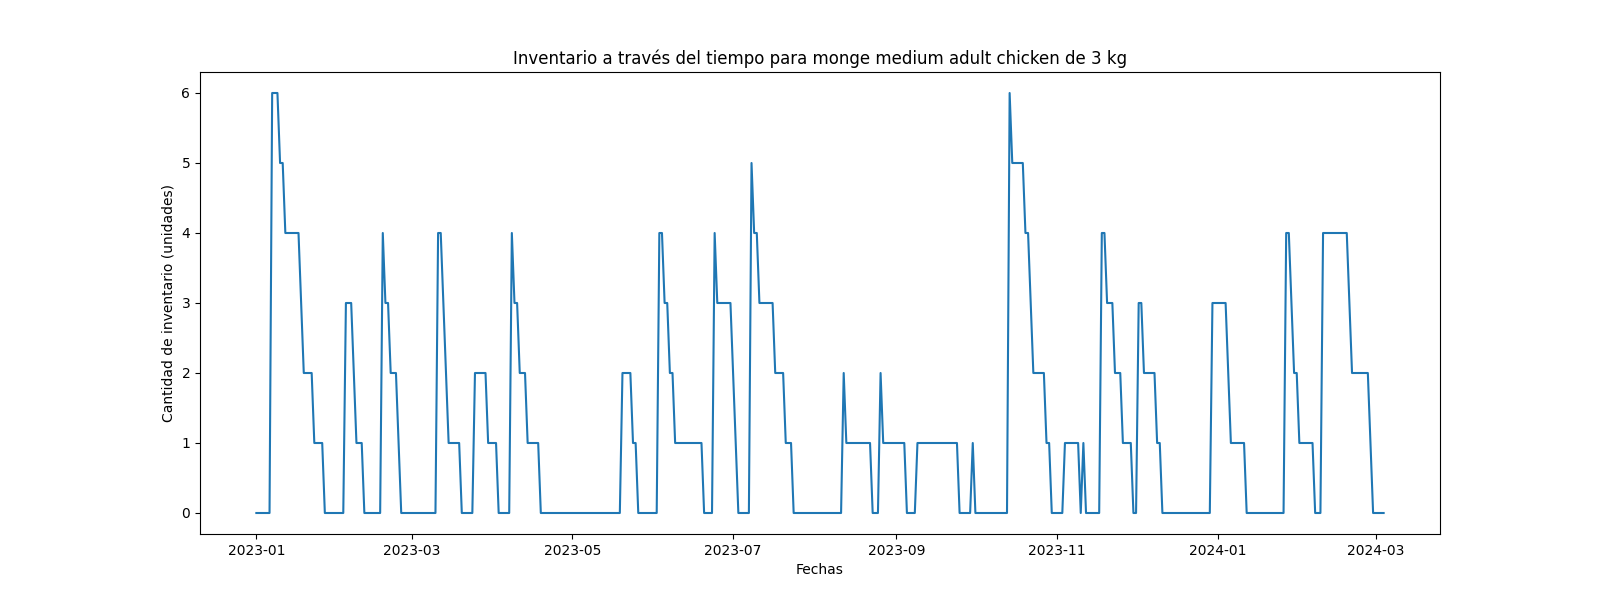 Inventario a través del tiempo para monge medium adult chicken de 3 kg
Cantidad de inventario (unidades)
6
5
4
3
2
1
0
2023-01 2023-03 2023-05 2023-07 2023-09 2023-11 2024-01 2024-03
Fechas